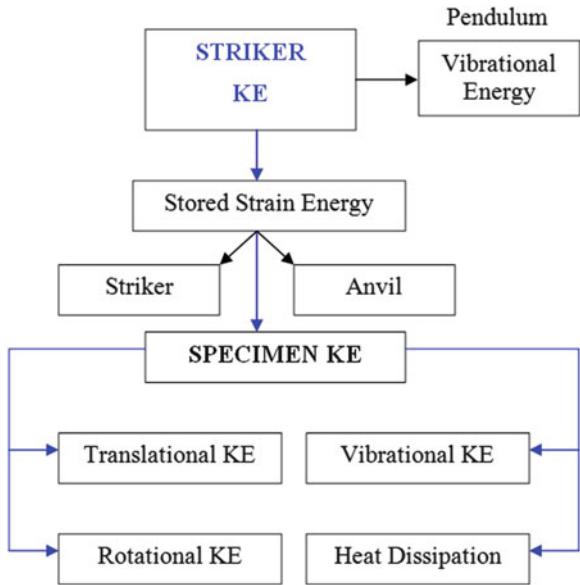 Pendulum
STRIKER
KE
Vibrational
Energy
Stored Strain Energy
Striker
Anvil
SPECIMEN KE
Translational KE
Vibrational KE
Rotational KE
Heat Dissipation